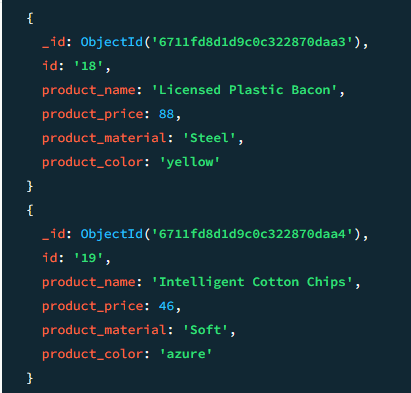 {
_id: ObjectId('6711fd8d1d9c0c322870daa3'),
id: '18',
product_name: 'Licensed Plastic Bacon',
product_price: 88,
product_material: 'Steel',
product_color: 'yellow'
}
{
_id: ObjectId('6711fd8d1d9c0c322870daa4'),
id: '19',
product_name: 'Intelligent Cotton Chips',
product_price: 46,
product_material: 'Soft',
product_color: 'azure'
}